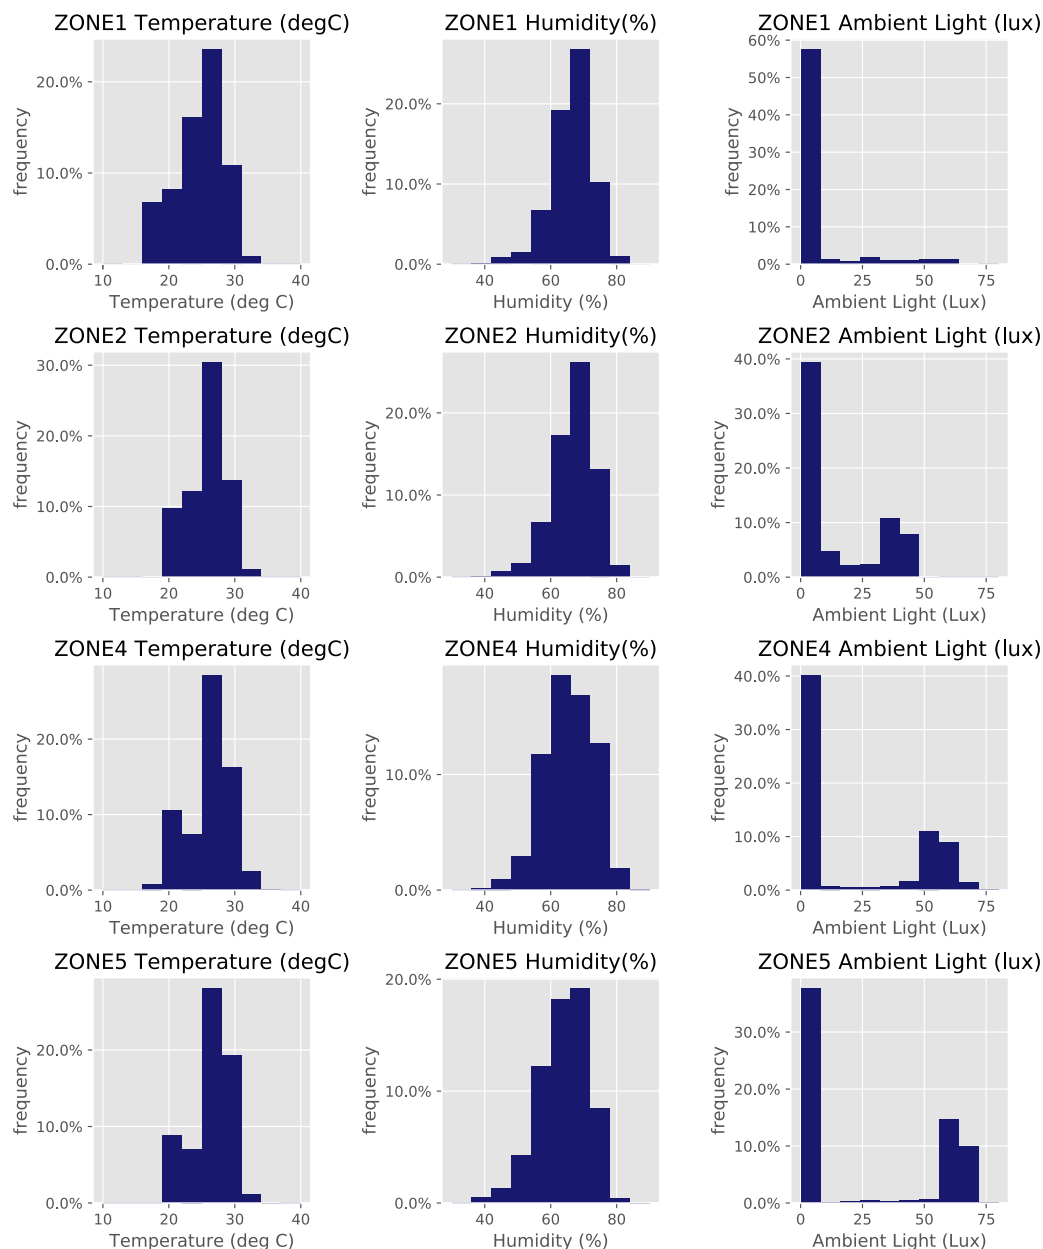 ZONE1 Temperature (degC)
ZONE1 Humidity(%)
ZONE1 Ambient Light (lux)
frequency
20.0%
10.0%
0.0%
10 20 30 40
Temperature (deg C)
frequency
20.0%
10.0%
0.0%
40 60 80
Humidity (%)
frequency
60%
50%
40%
30%
20%
10%
0%
0 25 50 75
Ambient Light (Lux)
ZONE2 Temperature (degC)
ZONE2 Humidity(%)
ZONE2 Ambient Light (lux)
frequency
30.0%
20.0%
10.0%
0.0%
10 20 30 40
Temperature (deg C)
frequency
20.0%
10.0%
0.0%
40 60 80
Humidity (%)
frequency
40.0%
30.0%
20.0%
10.0%
0.0%
0 25 50 75
Ambient Light (Lux)
ZONE4 Temperature (degC)
ZONE4 Humidity(%)
ZONE4 Ambient Light (lux)
frequency
20.0%
10.0%
0.0%
10 20 30 40
Temperature (deg C)
frequency
10.0%
0.0%
40 60 80
Humidity (%)
frequency
40.0%
30.0%
20.0%
10.0%
0.0%
0 25 50 75
Ambient Light (Lux)
ZONE5 Temperature (degC)
ZONE5 Humidity(%)
ZONE5 Ambient Light (lux)
frequency
20.0%
10.0%
0.0%
10 20 30 40
Temperature (deg C)
frequency
20.0%
10.0%
0.0%
40 60 80
Humidity (%)
frequency
30.0%
20.0%
10.0%
0.0%
0 25 50 75
Ambient Light (Lux)